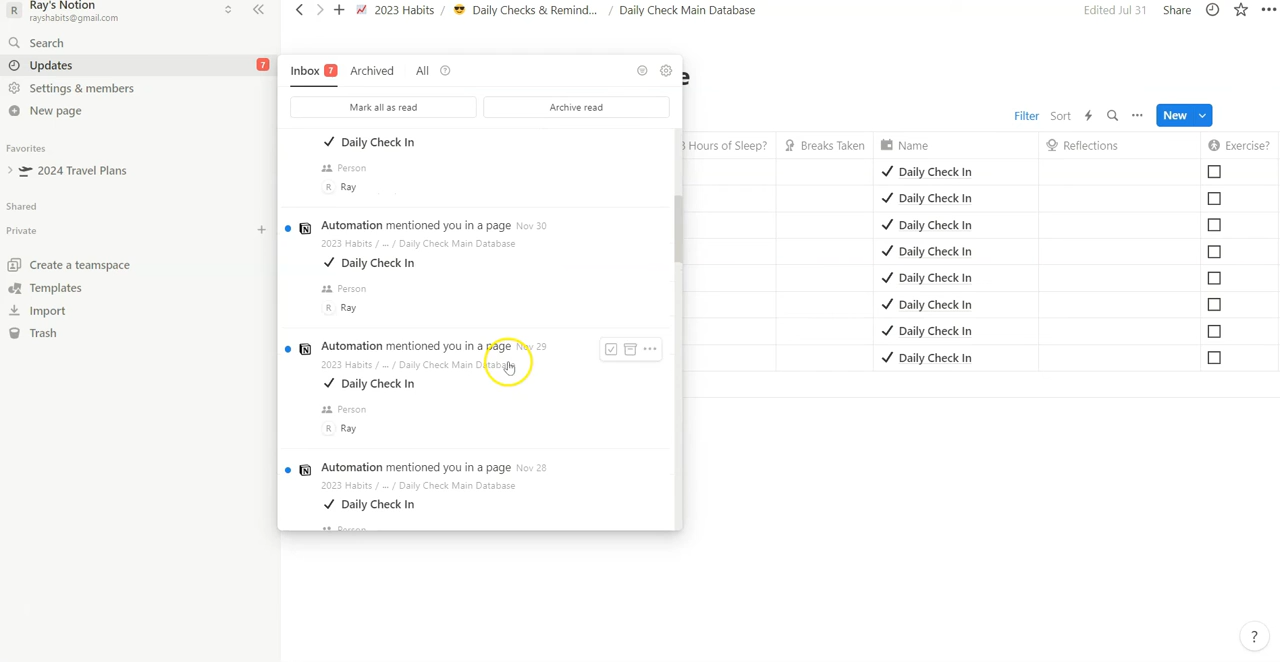 R
Ray's Notion
rayshabits@gmail.com
Search
Updates
7
Settings & members
New page
Favorites
2024 Travel Plans
Shared
Private
Create a teamspace
Templates
Import
Trash
2023 Habits / Daily Checks & Remind... / Daily Check Main Database
Edited Jul 31
Share
e
Filter
Sort
New
Hours of Sleep?
Breaks Taken
Name
Reflections
Exercise?
Daily Check In
Daily Check In
Daily Check In
Daily Check In
Daily Check In
Daily Check In
Daily Check In
Daily Check In
Inbox 7
Archived
All
Mark all as read
Archive read
Daily Check In
Person
R Ray
Automation mentioned you in a page Nov 30
2023 Habits / ... / Daily Check Main Database
Daily Check In
Person
R Ray
Automation mentioned you in a page Nov 29
2023 Habits / ... / Daily Check Main Database
Daily Check In
Person
R Ray
Automation mentioned you in a page Nov 28
2023 Habits / ... / Daily Check Main Database
Daily Check In
Person
?